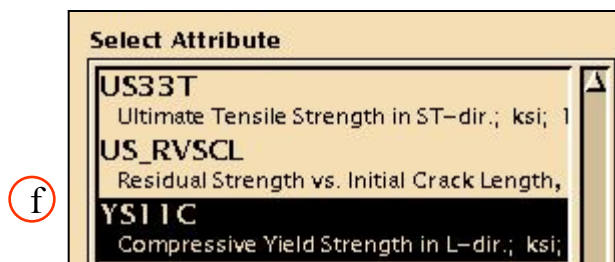 Select Attribute
US33T
Ultimate Tensile Strength in ST-dir.; ksi;
US_RVSCL
Residual Strength vs. Initial Crack Length,
f
YS11C
Compressive Yield Strength in L-dir.; ksi;